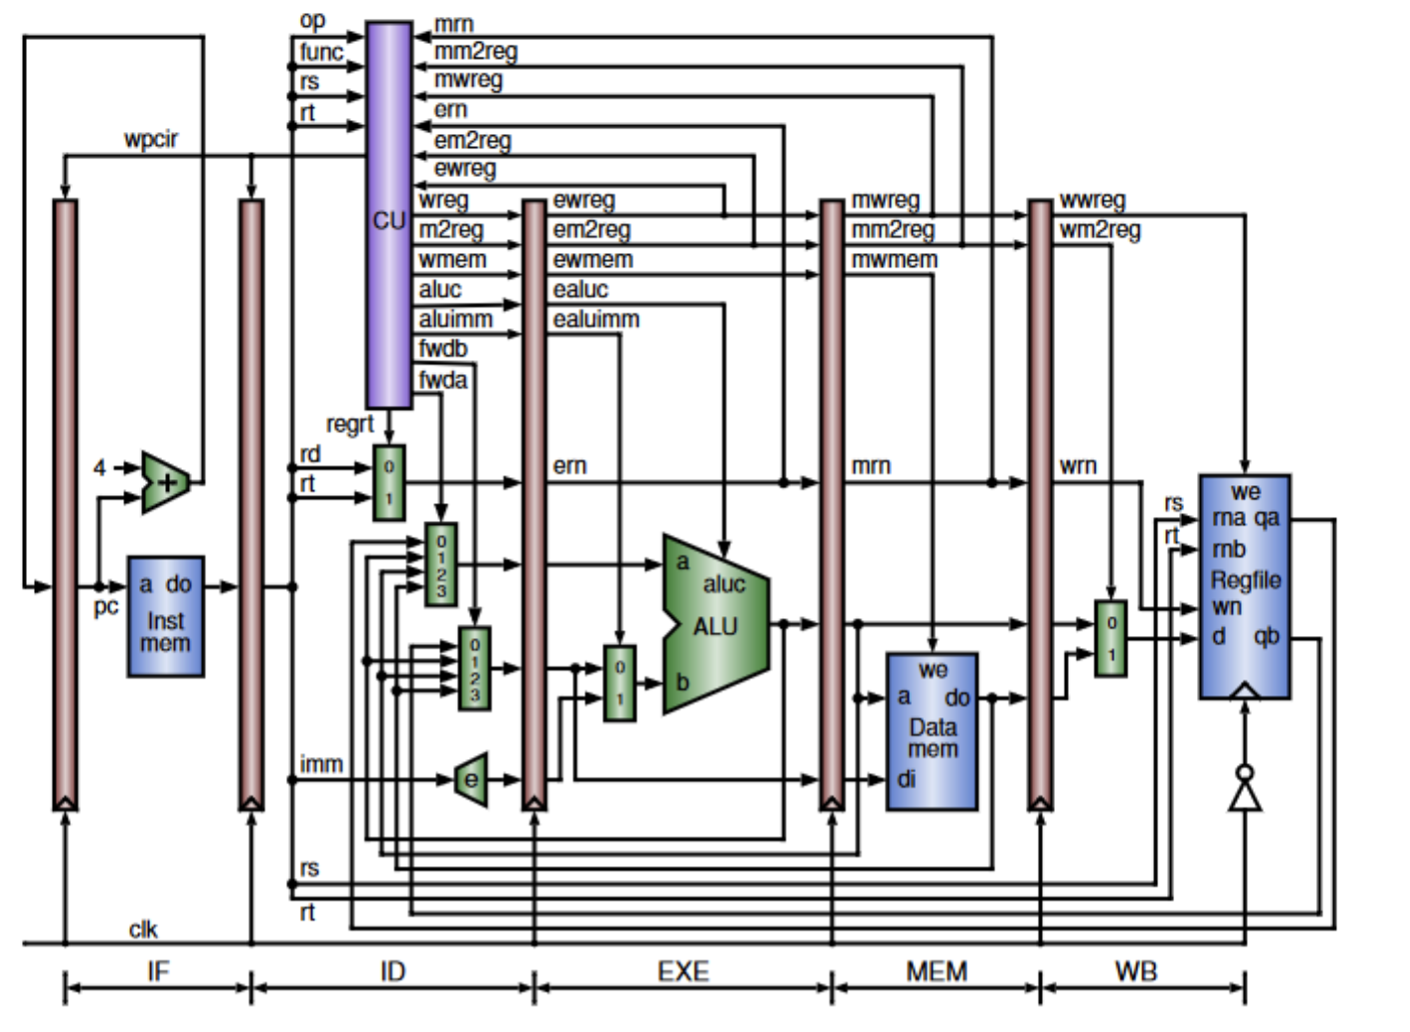 op
func
rs
rt
wpcir
CU
mrn
mm2reg
mwreg
ern
em2reg
ewreg
wreg
m2reg
wmem
aluc
aluimm
fwdb
fwda
regrt
ewreg
em2reg
ewmem
ealuc
ealuimm
mwreg
mm2reg
mwmem
wwreg
wm2reg
4
+
pc
a do
Inst
mem
rd
rt
0
1
ern
mrn
wrn
0
1
2
3
0
1
2
3
imm
e
0
1
a
aluc
ALU
b
we
a do
Data
mem
di
0
1
rs
rt
we
rna qa
rnb
Regfile
wn
d qb
rs
rt
clk
IF
ID
EXE
MEM
WB